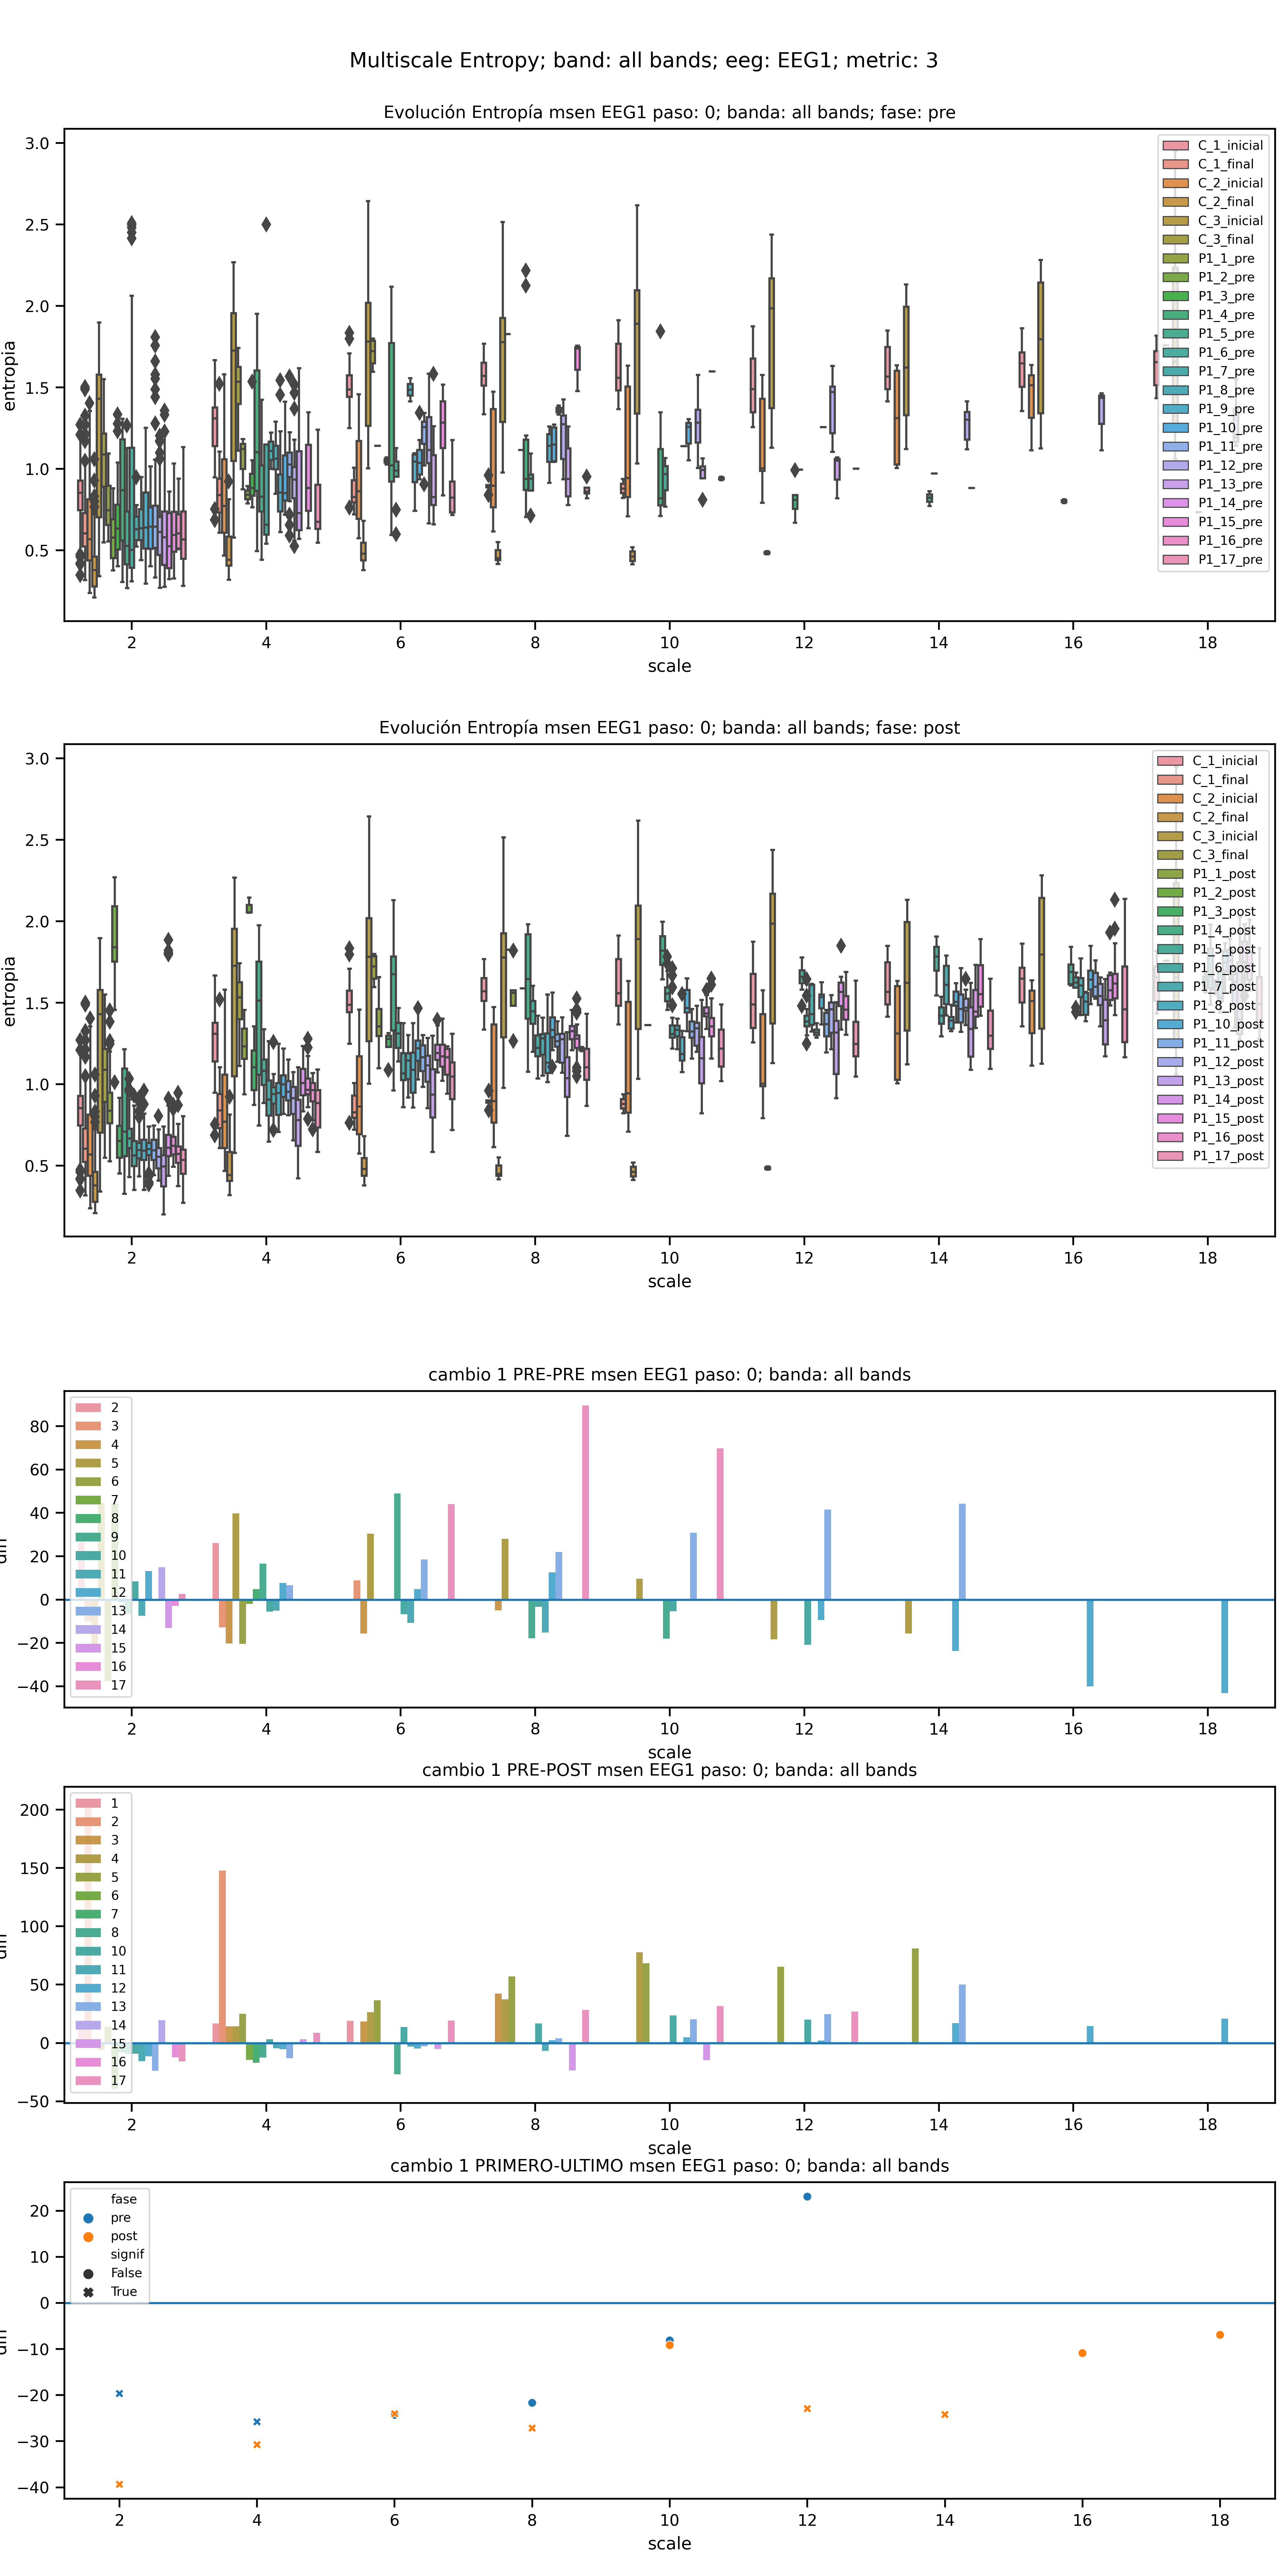 Multiscale Entropy; band: all bands; eeg: EEG1; metric: 3
Evolución Entropía msen EEG1 paso: 0; banda: all bands; fase: pre
3.0
2.5
2.0
1.5
1.0
0.5
entropia
2 4 6 8 10 12 14 16 18
scale
C_1_inicial
C_1_final
C_2_inicial
C_2_final
C_3_inicial
C_3_final
P1_1_pre
P1_2_pre
P1_3_pre
P1_4_pre
P1_5_pre
P1_6_pre
P1_7_pre
P1_8_pre
P1_9_pre
P1_10_pre
P1_11_pre
P1_12_pre
P1_13_pre
P1_14_pre
P1_15_pre
P1_16_pre
P1_17_pre
Evolución Entropía msen EEG1 paso: 0; banda: all bands; fase: post
3.0
2.5
2.0
1.5
1.0
0.5
entropia
2 4 6 8 10 12 14 16 18
scale
C_1_inicial
C_1_final
C_2_inicial
C_2_final
C_3_inicial
C_3_final
P1_1_post
P1_2_post
P1_3_post
P1_4_post
P1_5_post
P1_6_post
P1_7_post
P1_8_post
P1_10_post
P1_11_post
P1_12_post
P1_13_post
P1_14_post
P1_15_post
P1_16_post
P1_17_post
cambio 1 PRE-PRE msen EEG1 paso: 0; banda: all bands
80
60
40
20
0
−20
−40
2
3
4
5
6
7
8
9
10
11
12
13
14
15
16
17
2 4 6 8 10 12 14 16 18
scale
cambio 1 PRE-POST msen EEG1 paso: 0; banda: all bands
200
150
100
50
0
−50
1
2
3
4
5
6
7
8
10
11
12
13
14
15
16
17
2 4 6 8 10 12 14 16 18
scale
cambio 1 PRIMERO-ULTIMO msen EEG1 paso: 0; banda: all bands
20
10
0
−10
−20
−30
−40
fase
pre
post
signif
False
True
2 4 6 8 10 12 14 16 18
scale